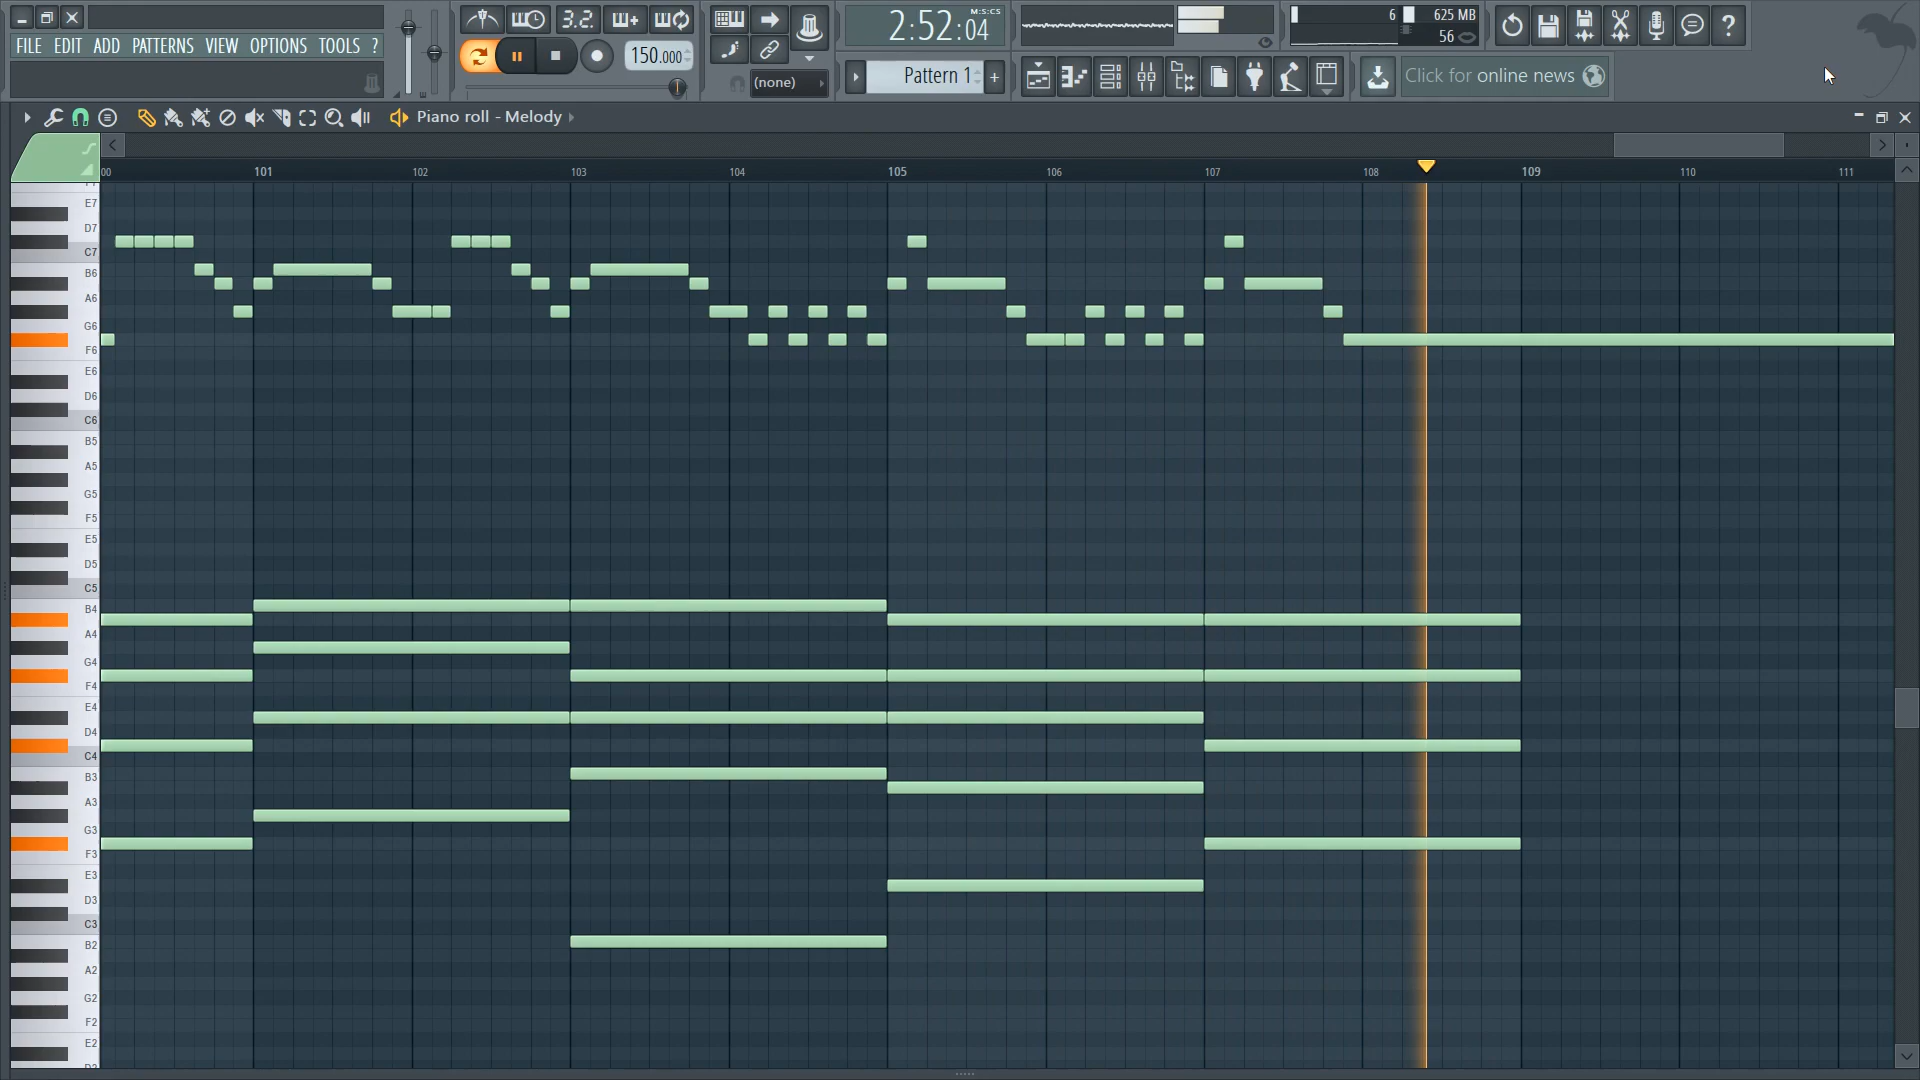 FILE EDIT ADD PATTERNS VIEW OPTIONS TOOLS ?
3.2.
150.000
2:52:04
M:S:CS
(none)
Pattern 1
+
6
625 MB
56
?
Click for online news
Piano roll - Melody
00 101 102 103 104 105 106 107 108 109 110 111
E7
D7
C7
B6
A6
G6
F6
E6
D6
C6
B5
A5
G5
F5
E5
D5
C5
B4
A4
G4
F4
E4
D4
C4
B3
A3
G3
F3
E3
D3
C3
B2
A2
G2
F2
E2